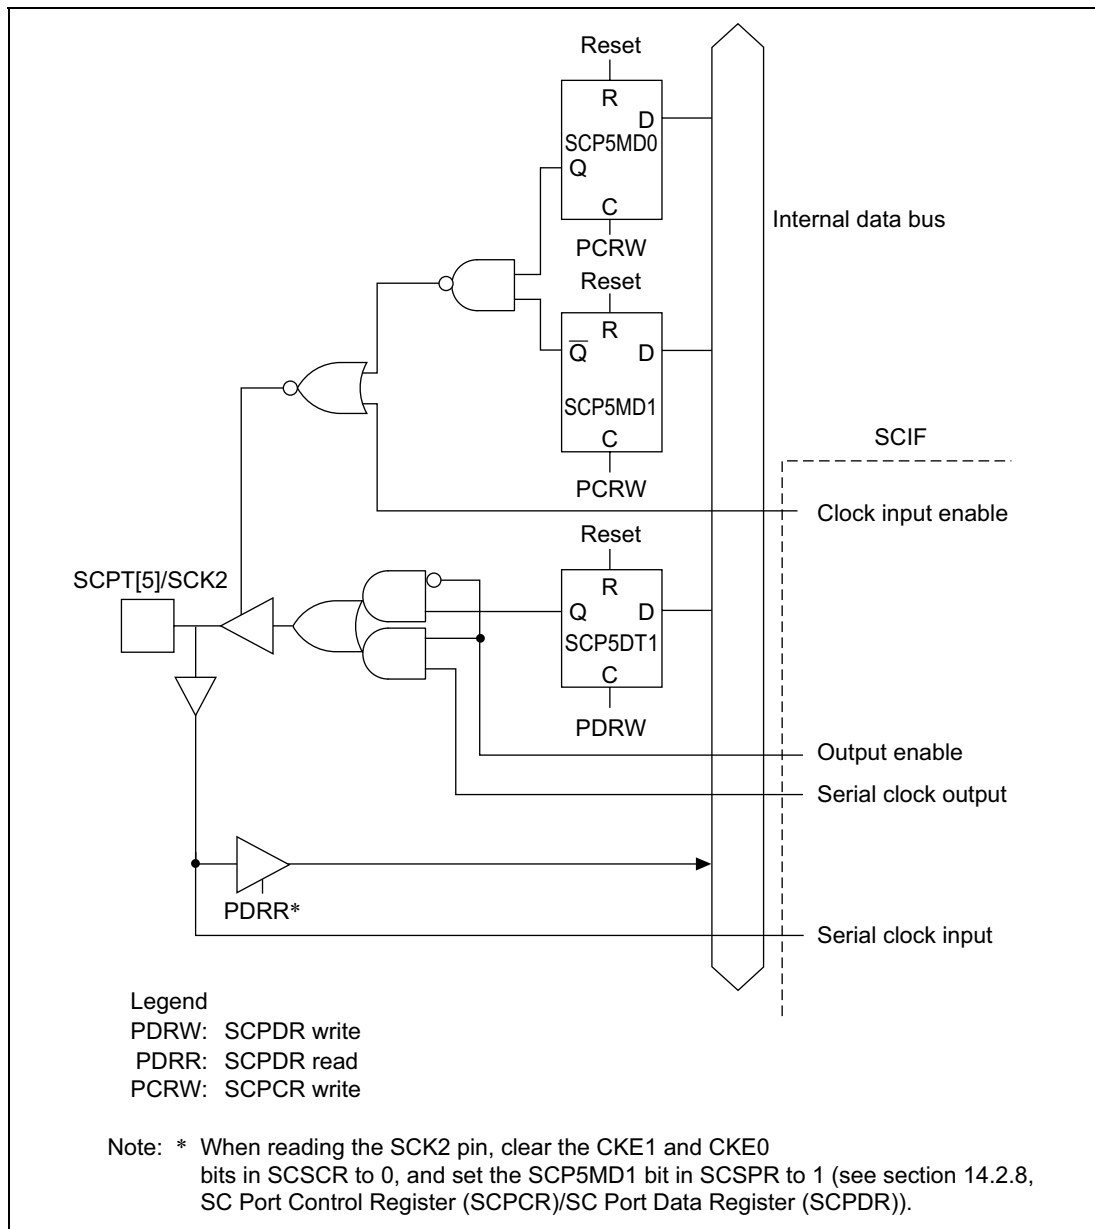 Reset
R
D
SCP5MD0
Q
C
PCRW
Internal data bus
Reset
R
Q̅ D
SCP5MD1
C
PCRW
SCIF
Clock input enable
Reset
SCPT[5]/SCK2
R
Q D
SCP5DT1
C
PDRW
Output enable
Serial clock output
PDRR*
Serial clock input
Legend
PDRW: SCPDR write
PDRR: SCPDR read
PCRW: SCPCR write
Note: * When reading the SCK2 pin, clear the CKE1 and CKE0
bits in SCSCR to 0, and set the SCP5MD1 bit in SCSPR to 1 (see section 14.2.8,
SC Port Control Register (SCPCR)/SC Port Data Register (SCPDR)).